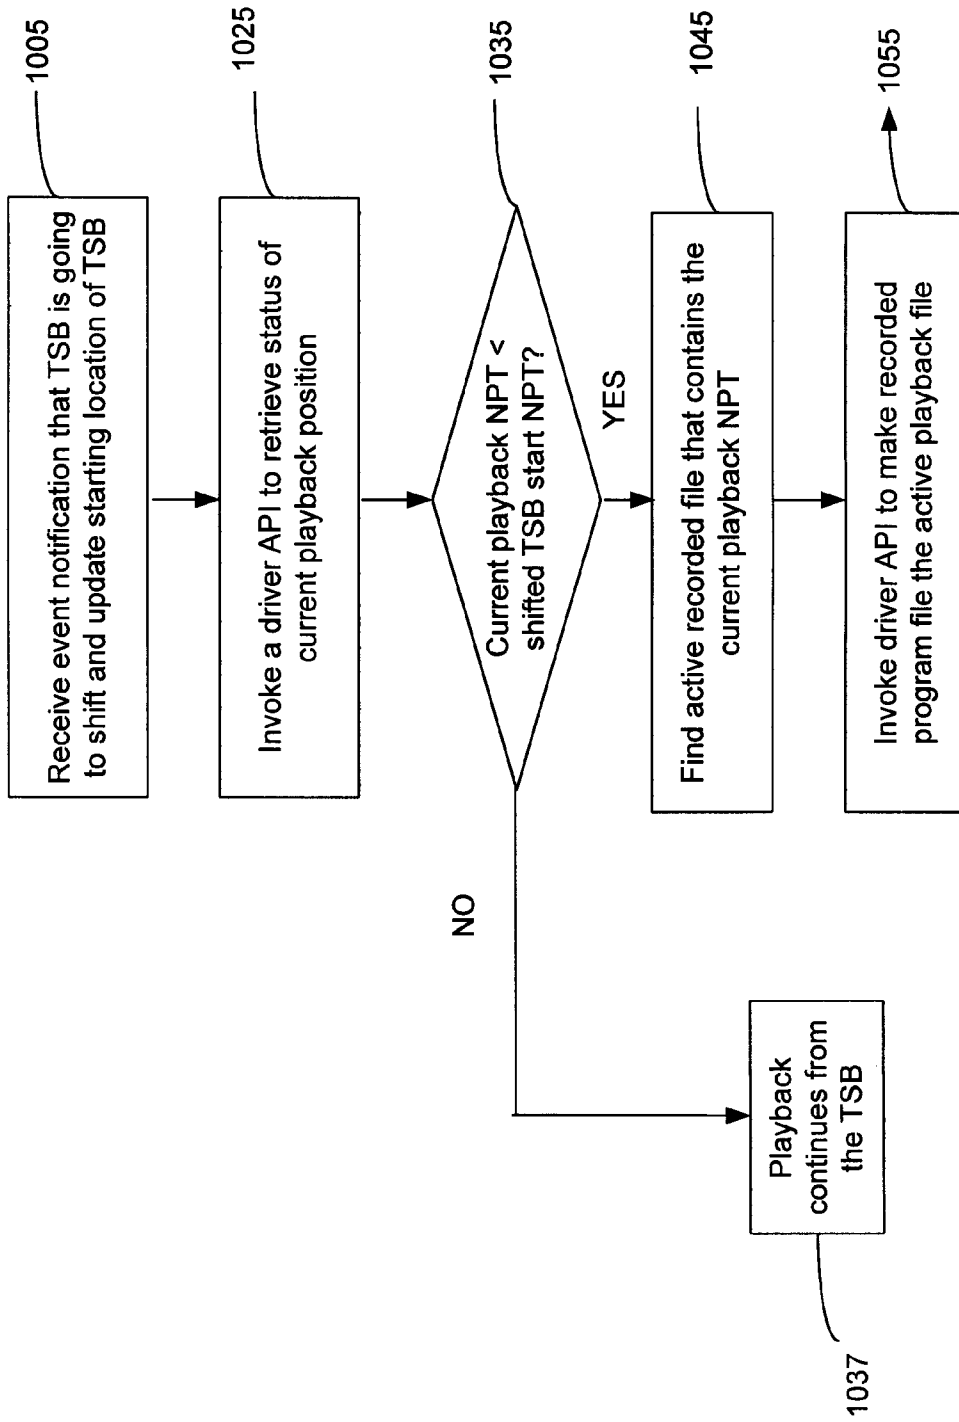 Receive event notification that TSB is going
to shift and update starting location of TSB
1005
Invoke a driver API to retrieve status of
current playback position
1025
Current playback NPT <
shifted TSB start NPT?
1035
NO
YES
Playback
continues from
the TSB
1037
Find active recorded file that contains the
current playback NPT
1045
Invoke driver API to make recorded
program file the active playback file
1055